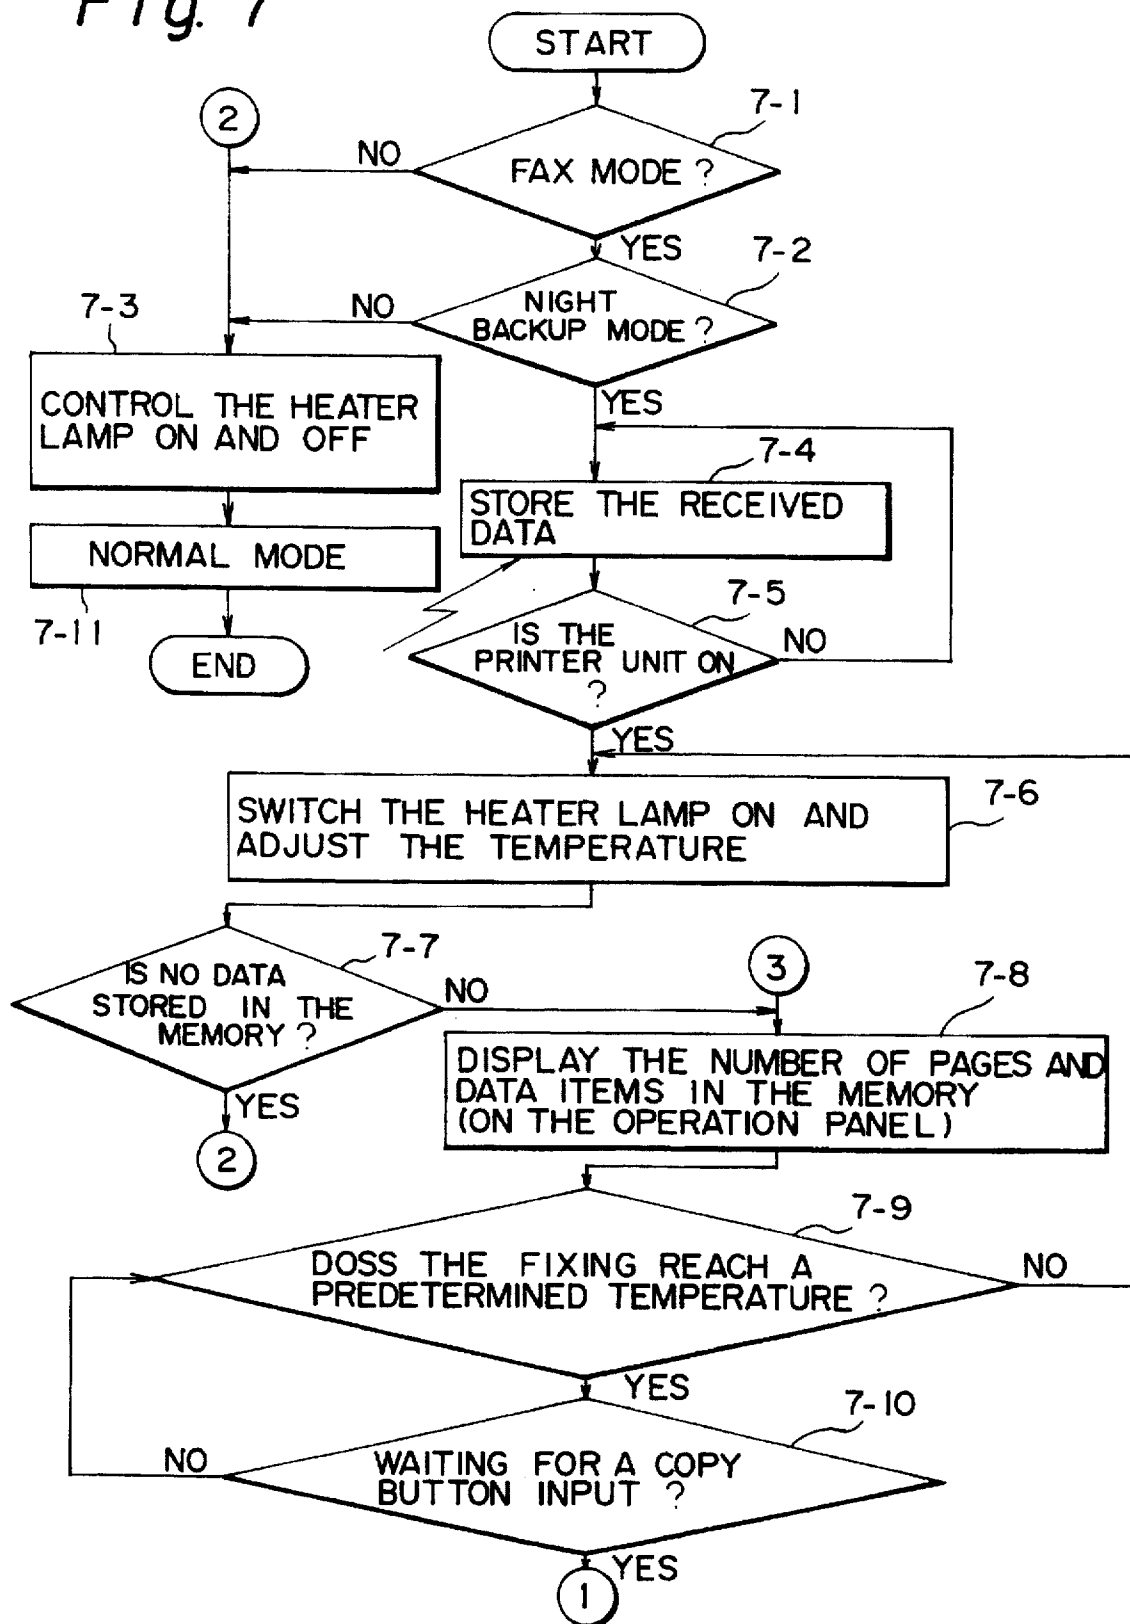 Fig. 7
START
2
7-1
NO
FAX MODE ?
YES
7-2
7-3
NO
NIGHT
BACKUP MODE ?
CONTROL THE HEATER
LAMP ON AND OFF
YES
7-4
STORE THE RECEIVED
DATA
NORMAL MODE
7-11
7-5
IS THE
PRINTER UNIT ON
?
NO
END
YES
7-6
SWITCH THE HEATER LAMP ON AND
ADJUST THE TEMPERATURE
7-7
IS NO DATA
STORED IN THE
MEMORY ?
NO
3
7-8
DISPLAY THE NUMBER OF PAGES AND
DATA ITEMS IN THE MEMORY
(ON THE OPERATION PANEL)
YES
2
7-9
DOSS THE FIXING REACH A
PREDETERMINED TEMPERATURE ?
NO
YES
7-10
NO
WAITING FOR A COPY
BUTTON INPUT ?
YES
1